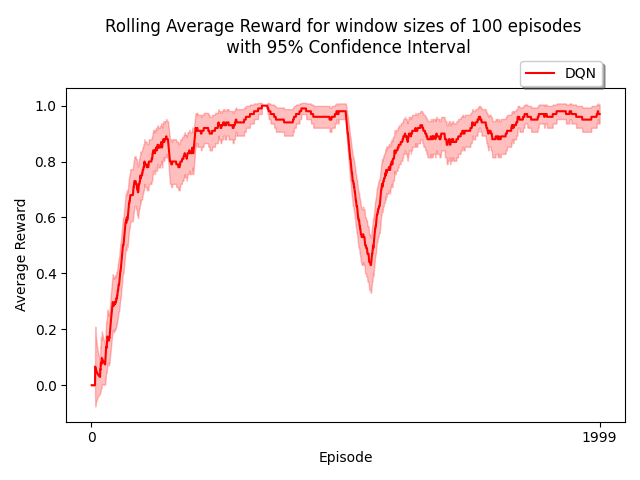 Rolling Average Reward for window sizes of 100 episodes
with 95% Confidence Interval
DQN
1.0
0.8
0.6
0.4
0.2
0.0
Average Reward
0
1999
Episode